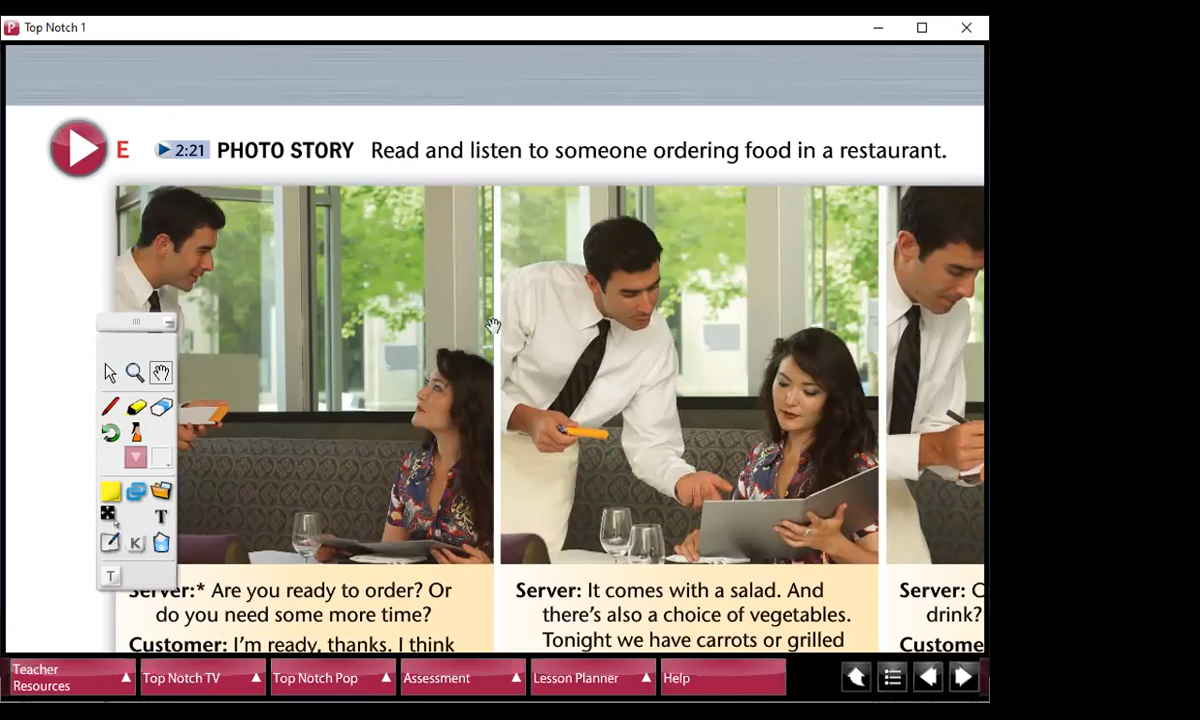 Top Notch 1
E 2:21 PHOTO STORY Read and listen to someone ordering food in a restaurant.
Server:* Are you ready to order? Or
do you need some more time?
Customer: I'm ready, thanks. I think
Server: It comes with a salad. And
there's also a choice of vegetables.
Tonight we have carrots or grilled
Server:
drink?
Custome
T
K
T
Teacher
Resources
Top Notch TV
Top Notch Pop
Assessment
Lesson Planner
Help